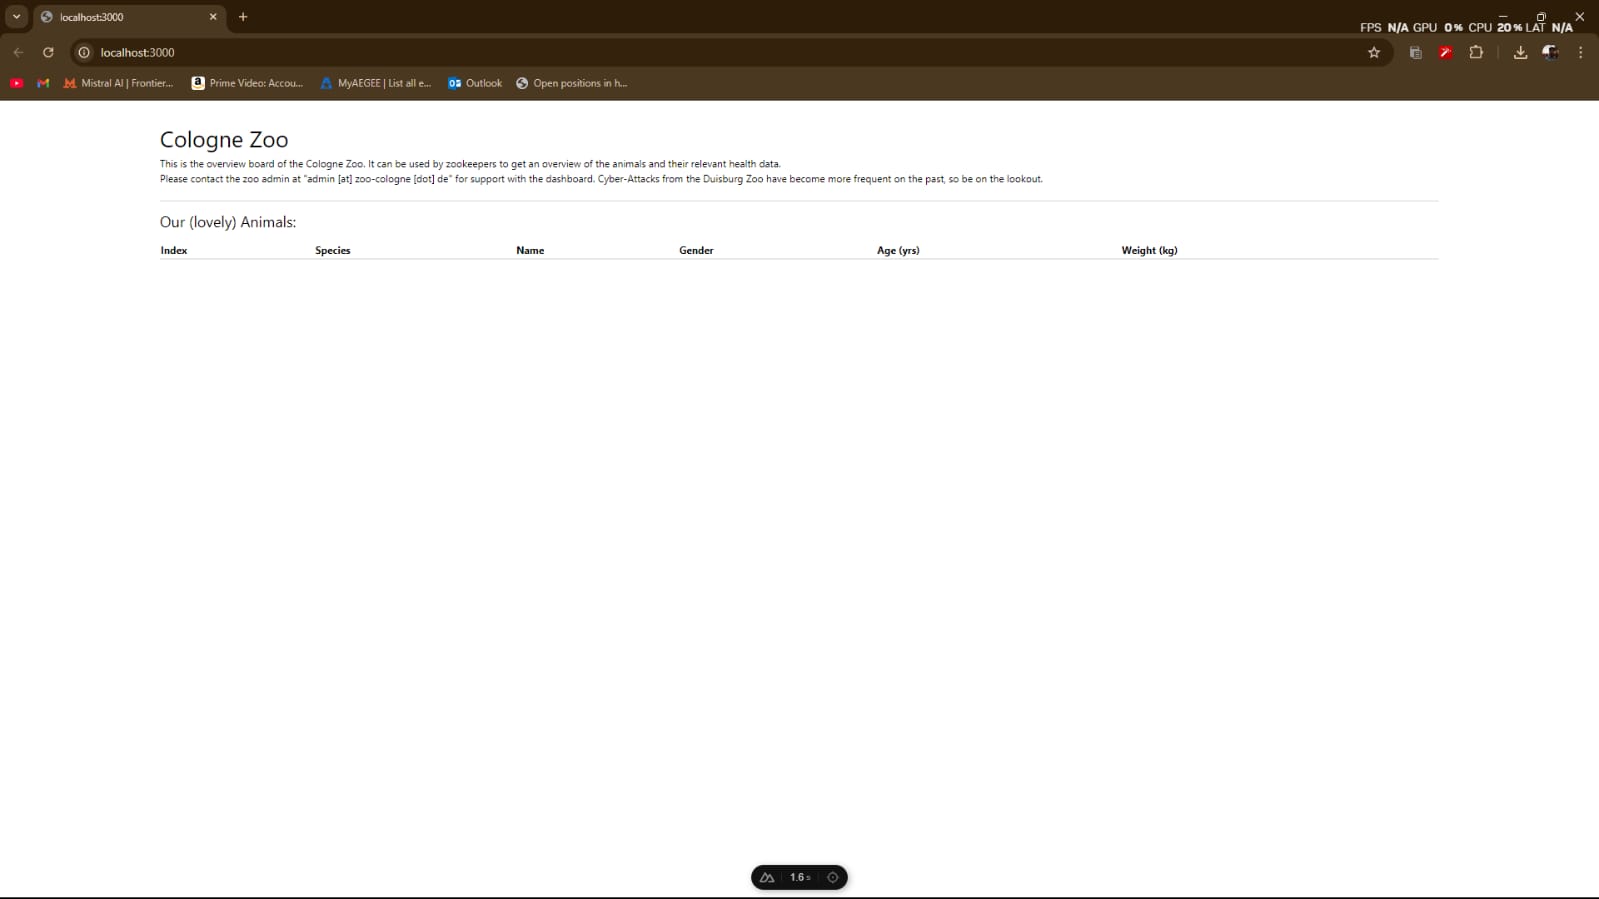 localhost:3000
FPS N/A GPU 0% CPU 20% LAT N/A
localhost:3000
Mistral AI | Frontier...
Prime Video: Accou...
MyAEGEE | List all e...
Outlook
Open positions in h...
Cologne Zoo
This is the overview board of the Cologne Zoo. It can be used by zookeepers to get an overview of the animals and their relevant health data.
Please contact the zoo admin at "admin [at] zoo-cologne [dot] de" for support with the dashboard. Cyber-Attacks from the Duisburg Zoo have become more frequent on the past, so be on the lookout.
Our (lovely) Animals:
Index Species Name Gender Age (yrs) Weight (kg)
1.6 s